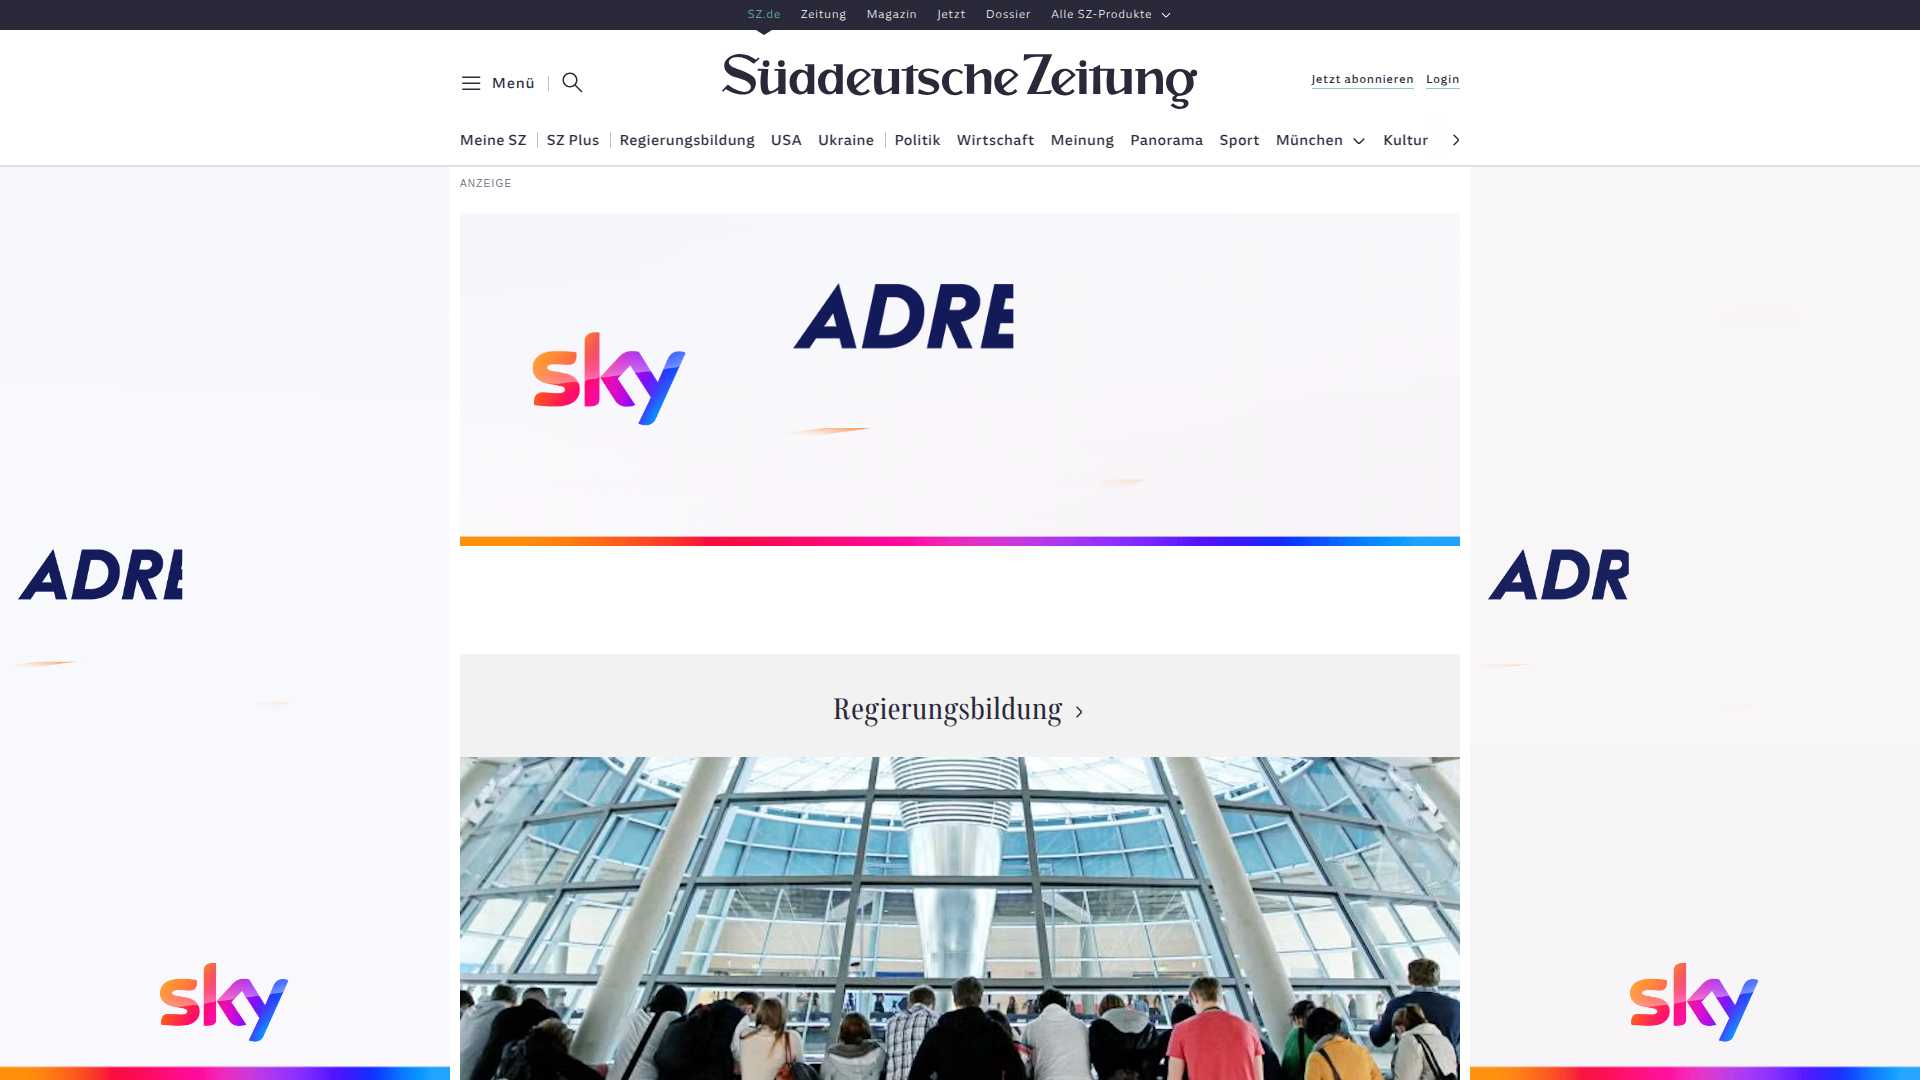 SZ.de Zeitung Magazin Jetzt Dossier Alle SZ-Produkte
Menü
Süddeutsche Zeitung
Jetzt abonnieren Login
Meine SZ SZ Plus Regierungsbildung USA Ukraine Politik Wirtschaft Meinung Panorama Sport München Kultur
ANZEIGE
ADRE
sky
Regierungsbildung
ADRE
sky
ADR
sky